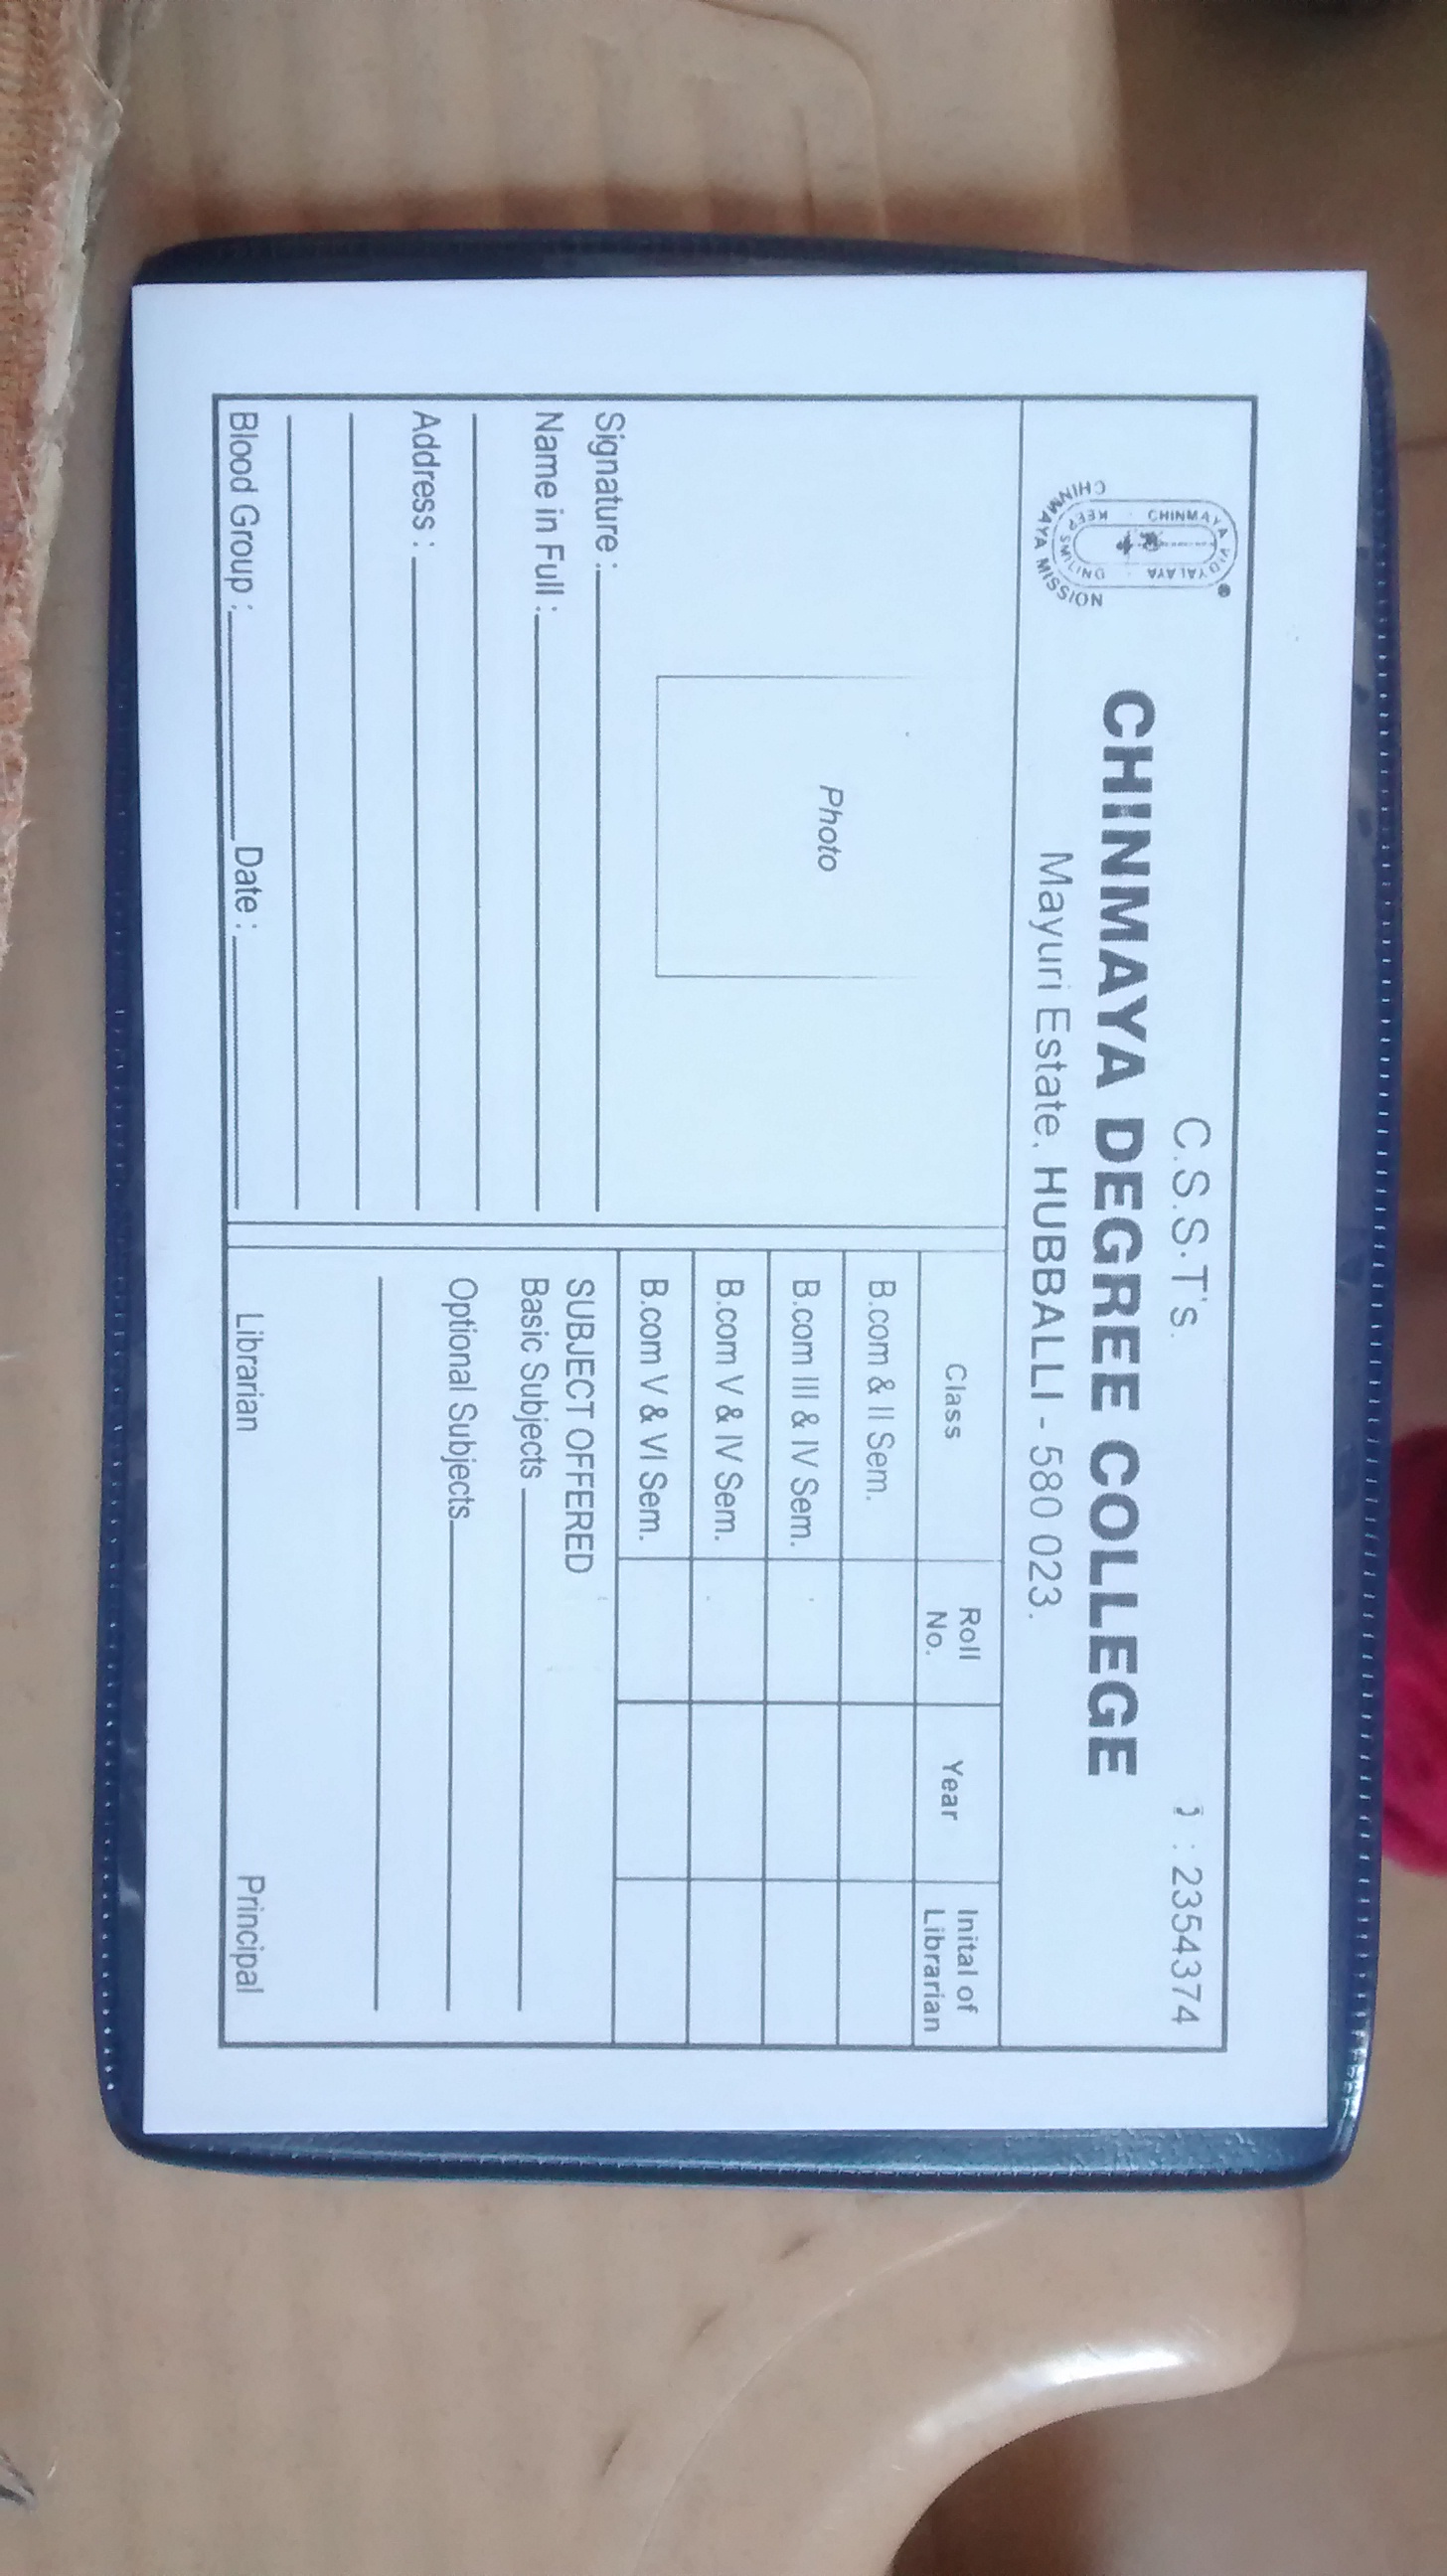 C.S.S.T's.
: 2354374
CHINMAYA DEGREE COLLEGE
Mayuri Estate, HUBBALLI - 580 023.
CHINMAYA VIDYALAYA
KEEP SMILING
CHINMAYA MISSION
Photo
Signature :
Name in Full :
Address :
Blood Group : Date :
Class Roll No. Year Inital of Librarian
B.com & II Sem.
B.com III & IV Sem.
B.com V & IV Sem.
B.com V & VI Sem.
SUBJECT OFFERED
Basic Subjects
Optional Subjects
Librarian Principal